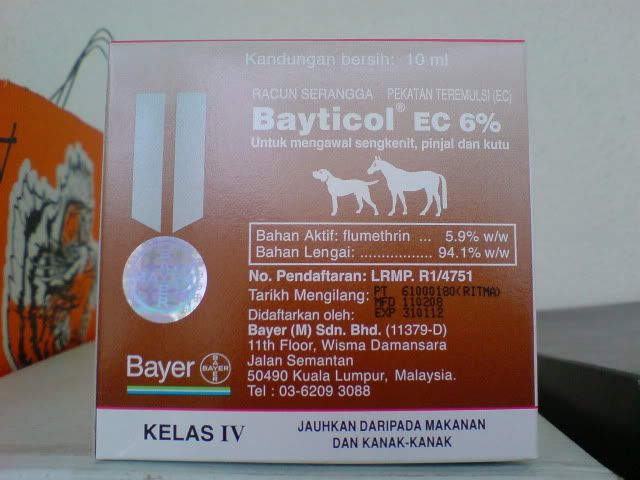 Kandungan bersih: 10 ml
RACUN SERANGGA PEKATAN TEREMULSI (EC)
Bayticol® EC 6%
Untuk mengawal sengkenit, pinjal dan kutu
Bahan Aktif: flumethrin ... 5.9% w/w
Bahan Lengai: ................. 94.1% w/w
No. Pendaftaran: LRMP. R1/4751
PT 61000180(RITMA)
Tarikh Mengilang: MFD 110208
Didaftarkan oleh: EXP 310112
Bayer (M) Sdn. Bhd. (11379-D)
11th Floor, Wisma Damansara
Jalan Semantan
50490 Kuala Lumpur, Malaysia.
Tel : 03-6209 3088
BAYER
Bayer
BAYER
BAYER
KELAS IV
JAUHKAN DARIPADA MAKANAN
DAN KANAK-KANAK